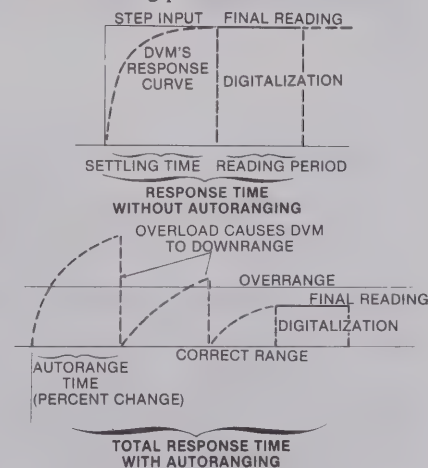 STEP INPUT FINAL READING
DVM'S
RESPONSE
CURVE
DIGITALIZATION
SETTLING TIME READING PERIOD
RESPONSE TIME
WITHOUT AUTORANGING
OVERLOAD CAUSES DVM
TO DOWNRANGE
OVERRANGE
FINAL READING
DIGITALIZATION
CORRECT RANGE
AUTORANGE
TIME
(PERCENT CHANGE)
TOTAL RESPONSE TIME
WITH AUTORANGING